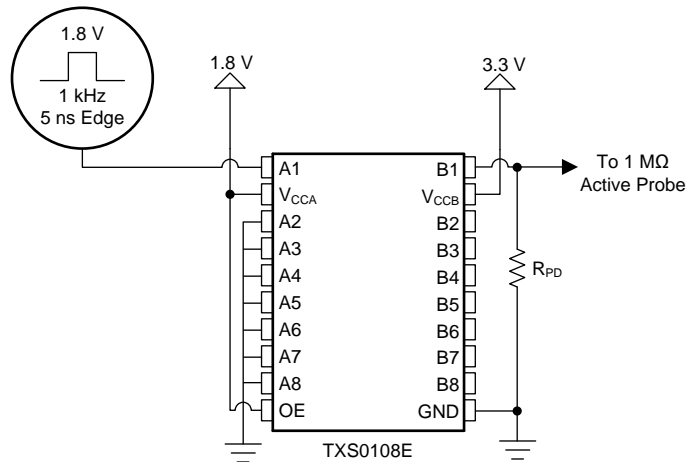 1.8 V
1 kHz
5 ns Edge
1.8 V
3.3 V
A1
B1
To 1 MΩ
Active Probe
VCCA
VCCB
A2
B2
A3
B3
A4
B4
RPD
A5
B5
A6
B6
A7
B7
A8
B8
OE
GND
TXS0108E